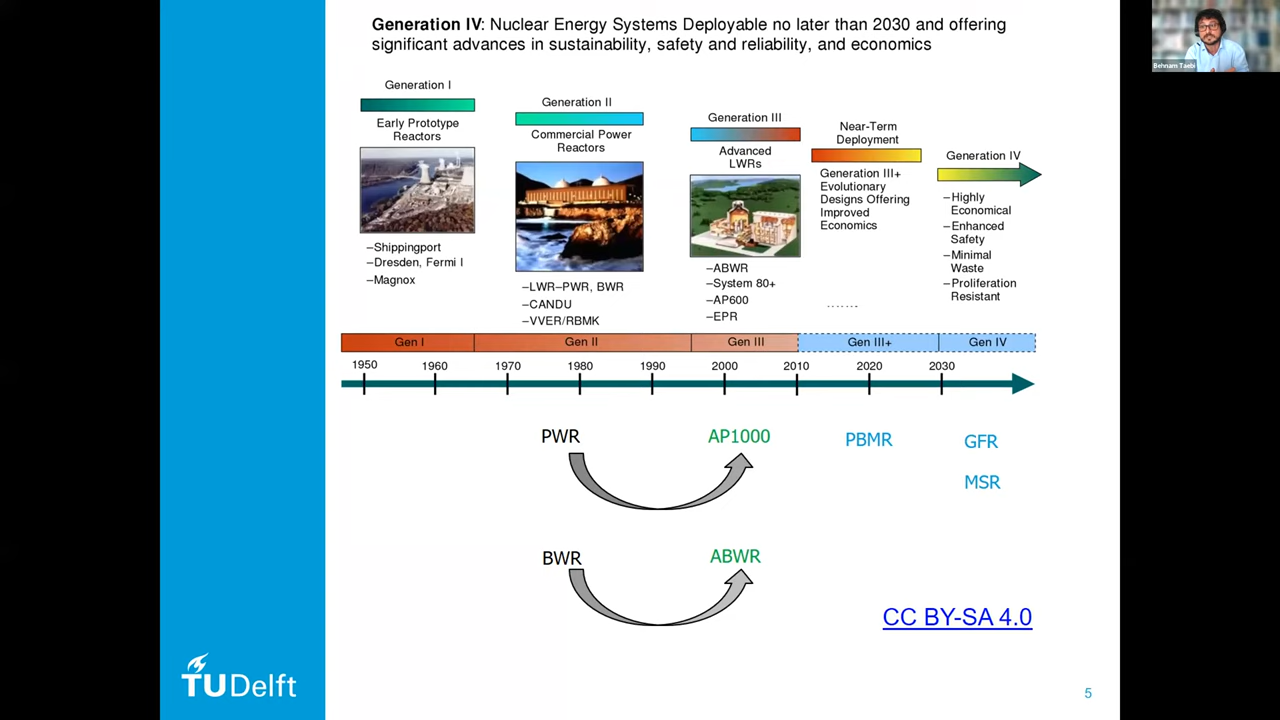 Generation IV: Nuclear Energy Systems Deployable no later than 2030 and offering
significant advances in sustainability, safety and reliability, and economics
Behnam Taebi
Generation I
Early Prototype
Reactors
–Shippingport
–Dresden, Fermi I
–Magnox
Generation II
Commercial Power
Reactors
–LWR–PWR, BWR
–CANDU
–VVER/RBMK
Generation III
Advanced
LWRs
–ABWR
–System 80+
–AP600
–EPR
Near-Term
Deployment
Generation III+
Evolutionary
Designs Offering
Improved
Economics
Generation IV
–Highly
Economical
–Enhanced
Safety
–Minimal
Waste
–Proliferation
Resistant
Gen I
Gen II
Gen III
Gen III+
Gen IV
1950
1960
1970
1980
1990
2000
2010
2020
2030
PWR
AP1000
PBMR
GFR
MSR
BWR
ABWR
CC BY-SA 4.0
TU Delft
5